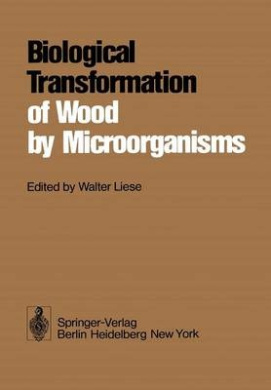 Biological
Transformation
of Wood
by Microorganisms
Edited by Walter Liese
Springer-Verlag
Berlin Heidelberg New York